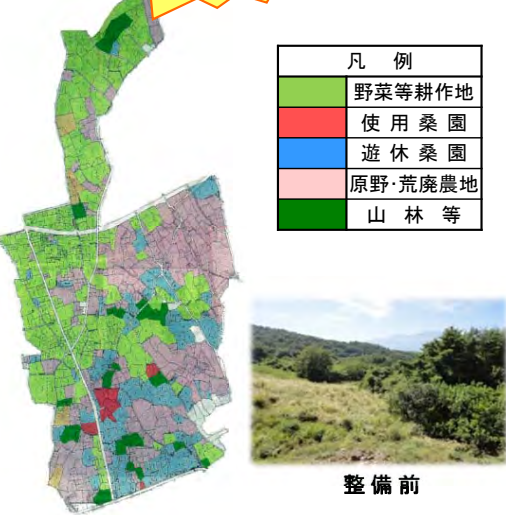 凡 例
野菜等耕作地
使 用 桑 園
遊 休 桑 園
原野･荒廃農地
山 林 等
整備前